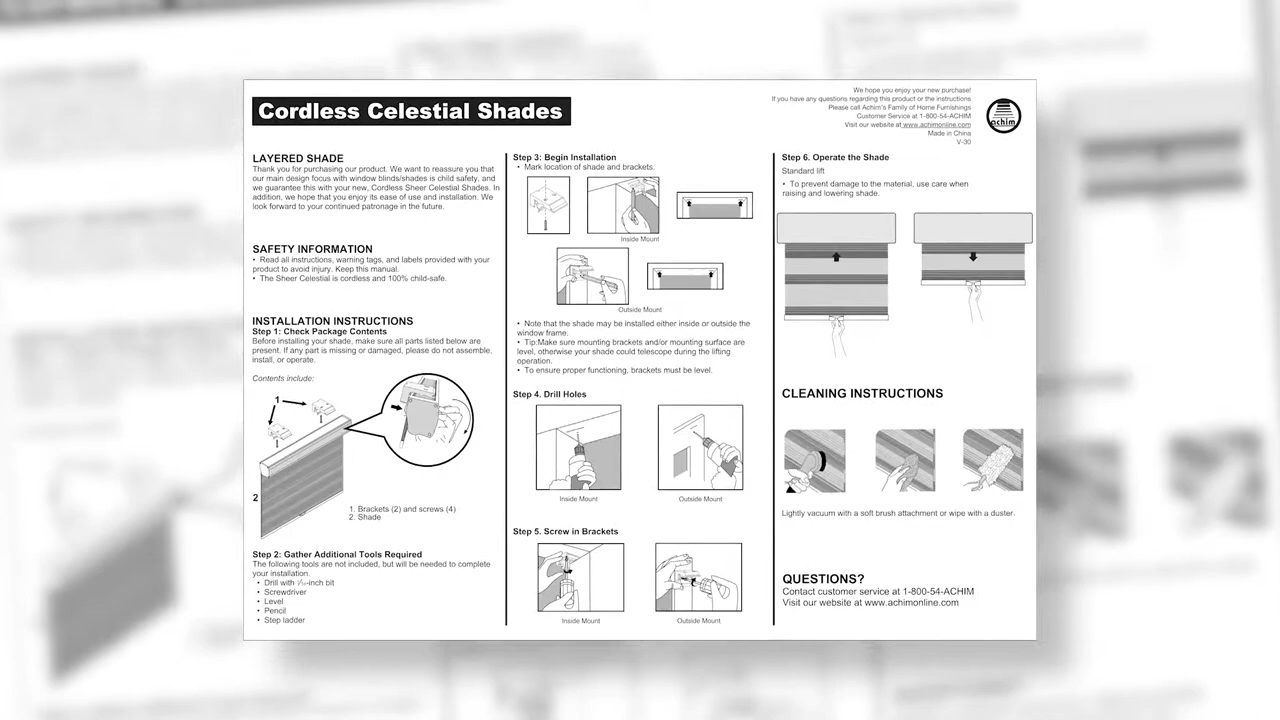 Cordless Celestial Shades
We hope you enjoy your new purchase!
If you have any questions regarding this product or the instructions
Please call Achim's Family of Home Furnishings
Customer Service at 1-800-54-ACHIM
Visit our website at www.achimonline.com
Made in China
V-30
achim
LAYERED SHADE
Thank you for purchasing our product. We want to reassure you that
our main design focus with window blinds/shades is child safety, and
we guarantee this with your new, Cordless Sheer Celestial Shades. In
addition, we hope that you enjoy its ease of use and installation. We
look forward to your continued patronage in the future.
SAFETY INFORMATION
• Read all instructions, warning tags, and labels provided with your
product to avoid injury. Keep this manual.
• The Sheer Celestial is cordless and 100% child-safe.
INSTALLATION INSTRUCTIONS
Step 1: Check Package Contents
Before installing your shade, make sure all parts listed below are
present. If any part is missing or damaged, please do not assemble,
install, or operate.
Contents include:
1
2
1. Brackets (2) and screws (4)
2. Shade
Step 2: Gather Additional Tools Required
The following tools are not included, but will be needed to complete
your installation.
• Drill with -inch bit
• Screwdriver
• Level
• Pencil
• Step ladder
Step 3: Begin Installation
• Mark location of shade and brackets.
Inside Mount
Outside Mount
• Note that the shade may be installed either inside or outside the
window frame.
• Tip:Make sure mounting brackets and/or mounting surface are
level, otherwise your shade could telescope during the lifting
operation.
• To ensure proper functioning, brackets must be level.
Step 4. Drill Holes
Inside Mount
Outside Mount
Step 5. Screw in Brackets
Inside Mount
Outside Mount
Step 6. Operate the Shade
Standard lift
• To prevent damage to the material, use care when
raising and lowering shade.
CLEANING INSTRUCTIONS
Lightly vacuum with a soft brush attachment or wipe with a duster.
QUESTIONS?
Contact customer service at 1-800-54-ACHIM
Visit our website at www.achimonline.com